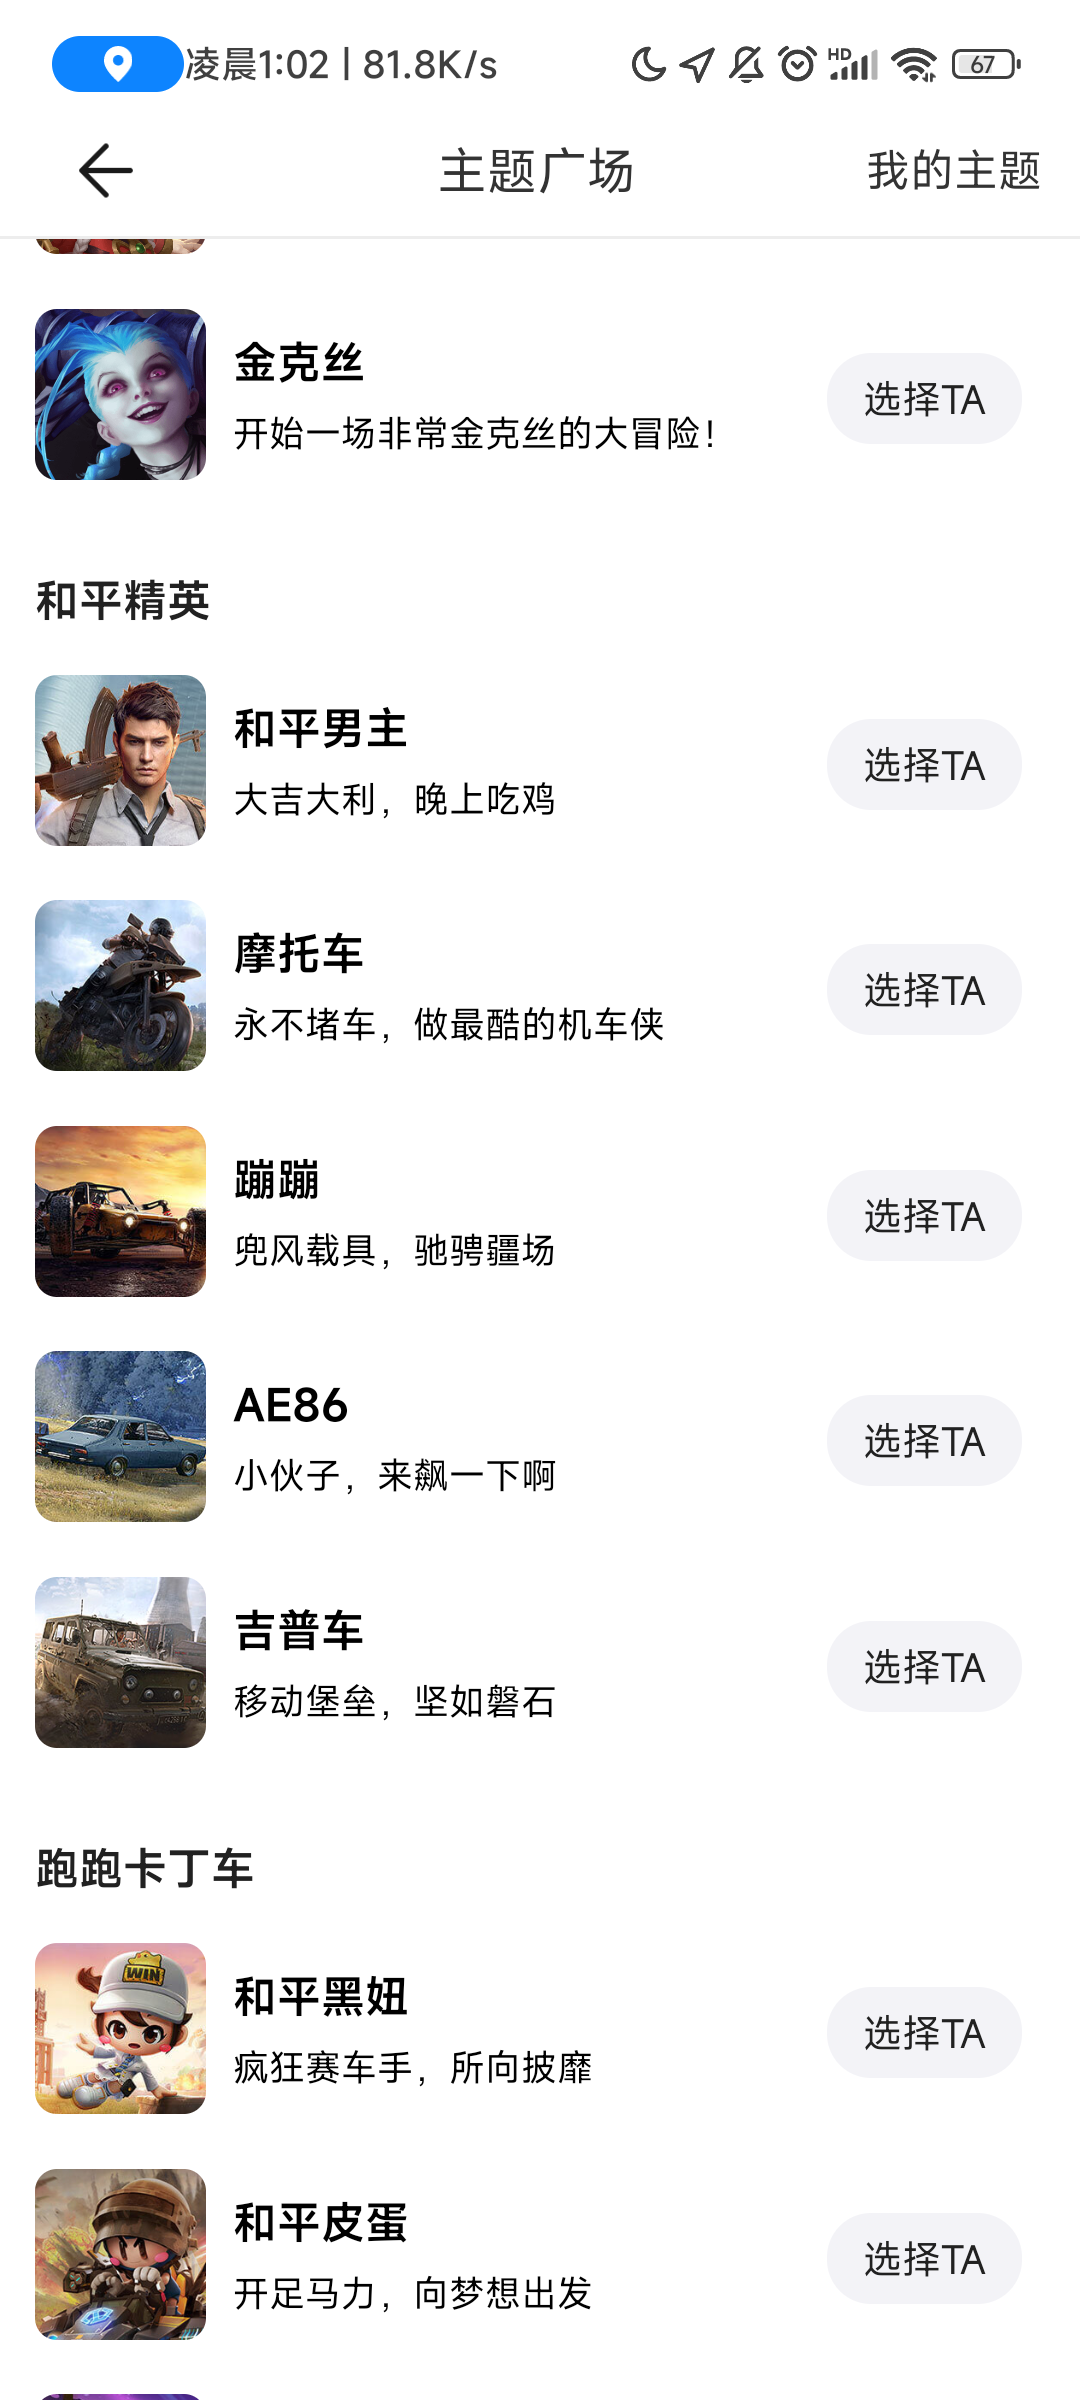 凌晨1:02 | 81.8K/s HD 67
主题广场 我的主题
金克丝
开始一场非常金克丝的大冒险！
选择TA
和平精英
和平男主
大吉大利，晚上吃鸡
选择TA
摩托车
永不堵车，做最酷的机车侠
选择TA
蹦蹦
兜风载具，驰骋疆场
选择TA
AE86
小伙子，来飙一下啊
选择TA
吉普车
移动堡垒，坚如磐石
选择TA
跑跑卡丁车
WIN
和平黑妞
疯狂赛车手，所向披靡
选择TA
和平皮蛋
开足马力，向梦想出发
选择TA